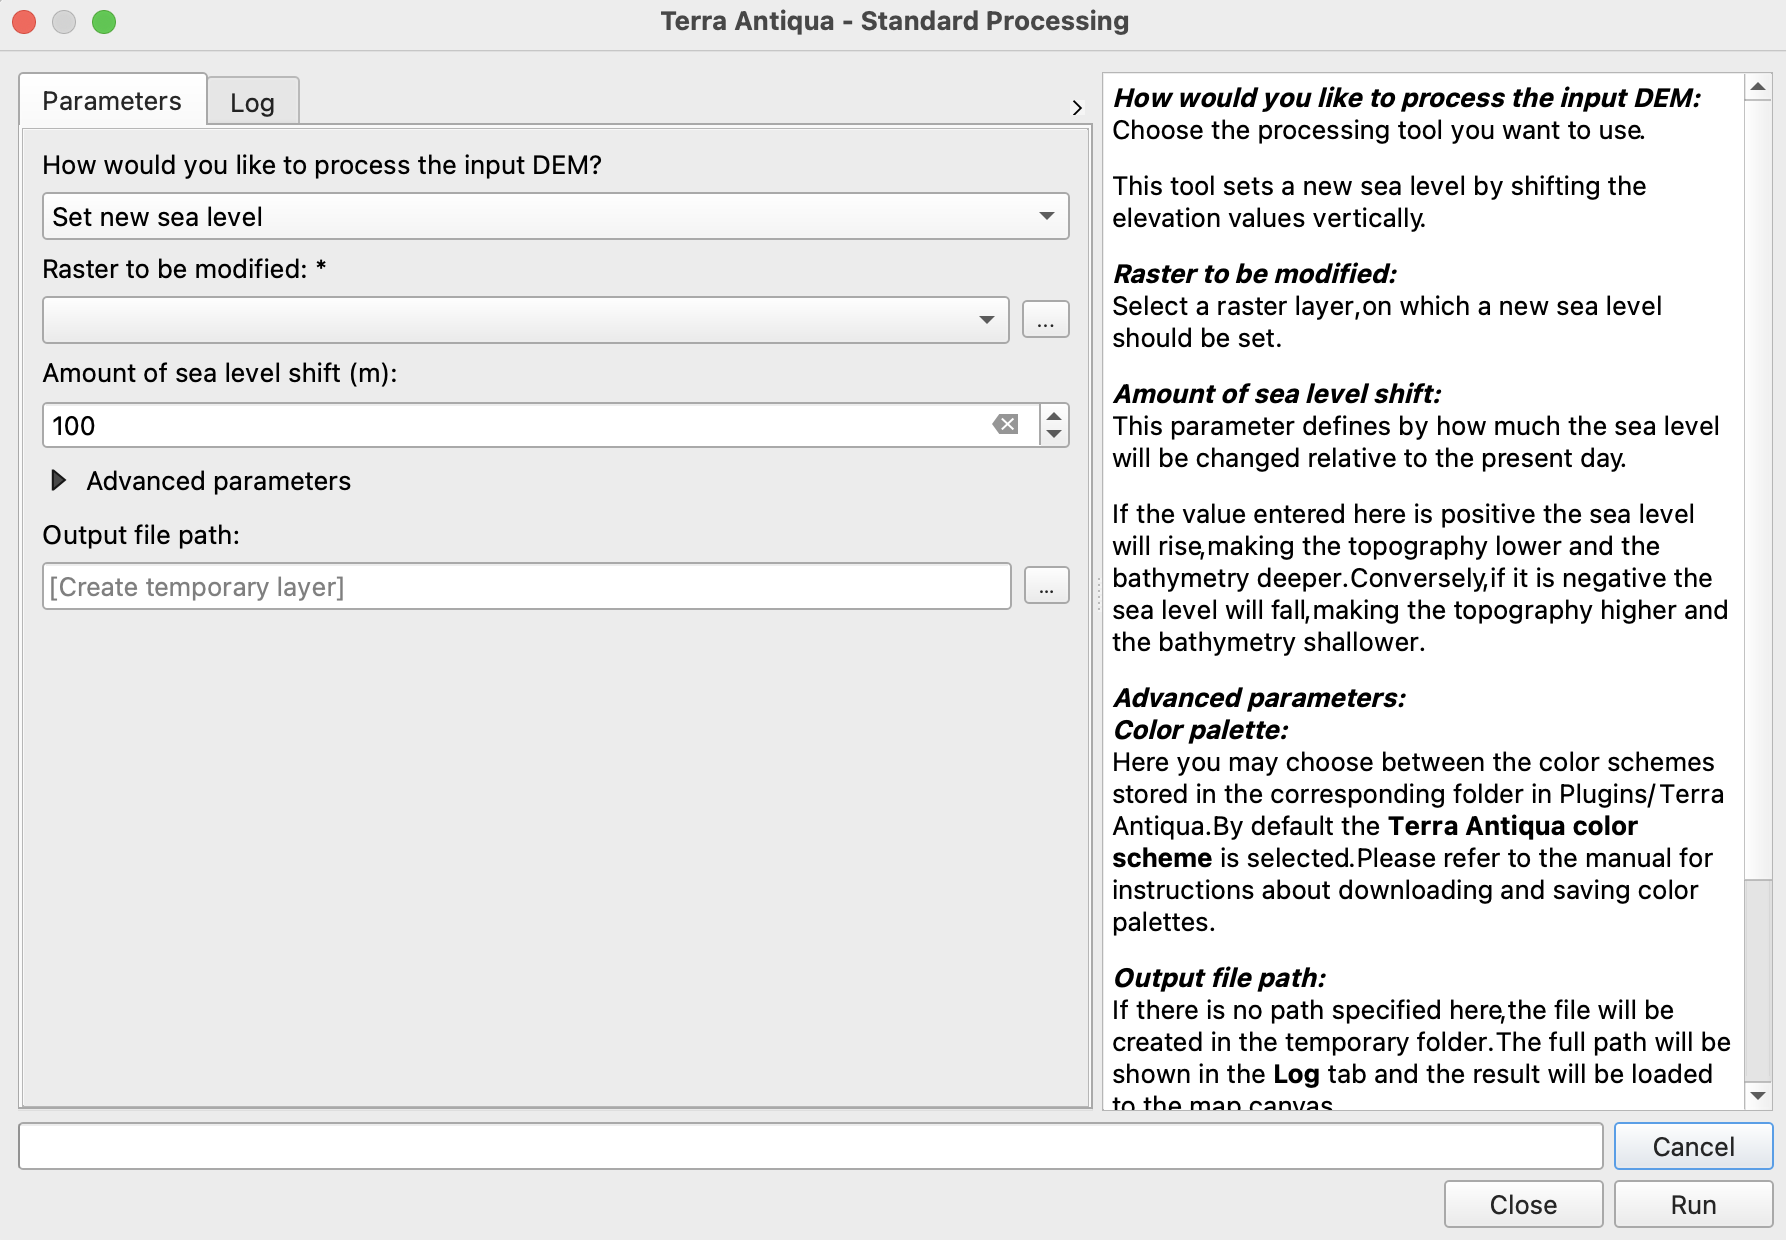 Terra Antiqua - Standard Processing
Parameters
Log
How would you like to process the input DEM?
Set new sea level
Raster to be modified: *
...
Amount of sea level shift (m):
100
Advanced parameters
Output file path:
[Create temporary layer]
...
How would you like to process the input DEM:
Choose the processing tool you want to use.
This tool sets a new sea level by shifting the
elevation values vertically.
Raster to be modified:
Select a raster layer,on which a new sea level
should be set.
Amount of sea level shift:
This parameter defines by how much the sea level
will be changed relative to the present day.
If the value entered here is positive the sea level
will rise,making the topography lower and the
bathymetry deeper.Conversely,if it is negative the
sea level will fall,making the topography higher and
the bathymetry shallower.
Advanced parameters:
Color palette:
Here you may choose between the color schemes
stored in the corresponding folder in Plugins/Terra
Antiqua.By default the Terra Antiqua color
scheme is selected.Please refer to the manual for
instructions about downloading and saving color
palettes.
Output file path:
If there is no path specified here,the file will be
created in the temporary folder.The full path will be
shown in the Log tab and the result will be loaded
to the map canvas.
Cancel
Close
Run